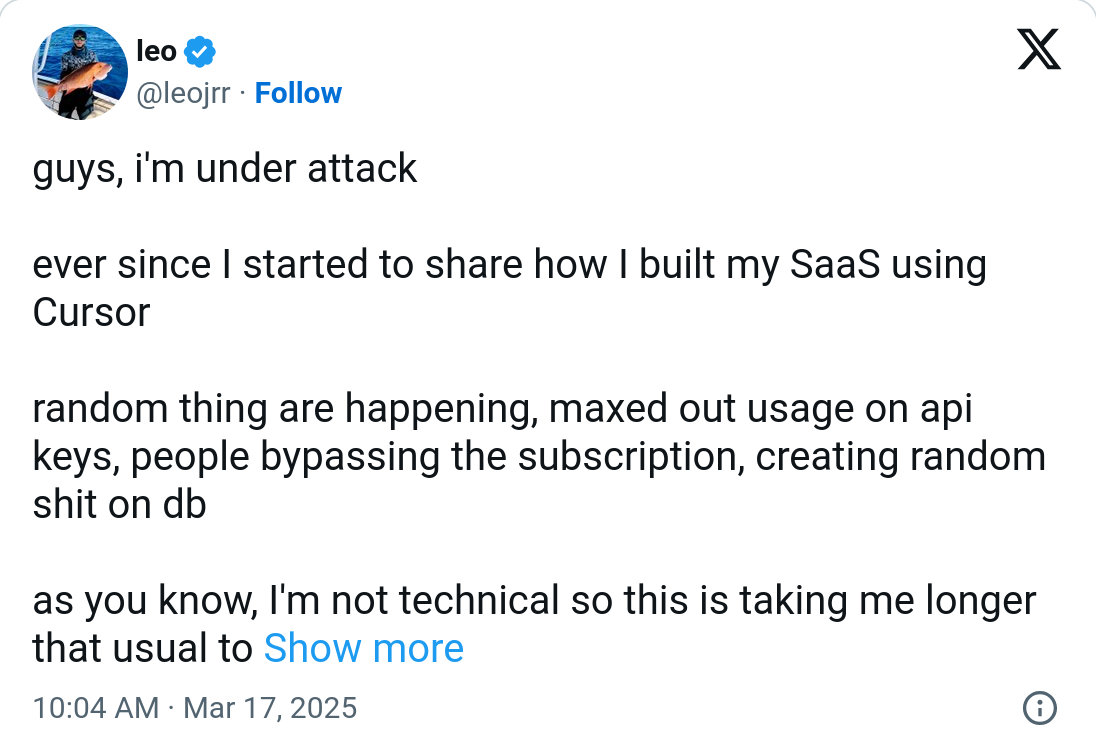 leo
@leojrr · Follow
guys, i'm under attack
ever since I started to share how I built my SaaS using
Cursor
random thing are happening, maxed out usage on api
keys, people bypassing the subscription, creating random
shit on db
as you know, I'm not technical so this is taking me longer
that usual to Show more
10:04 AM · Mar 17, 2025